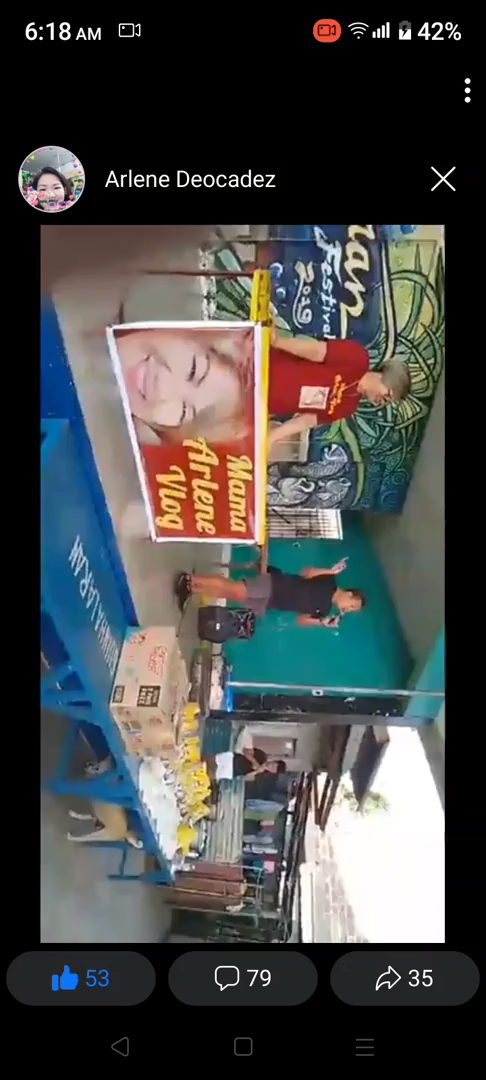 6:18 AM
42%
Arlene Deocadez
Festival
2019
Mama
Arlene
Vlog
53
79
35